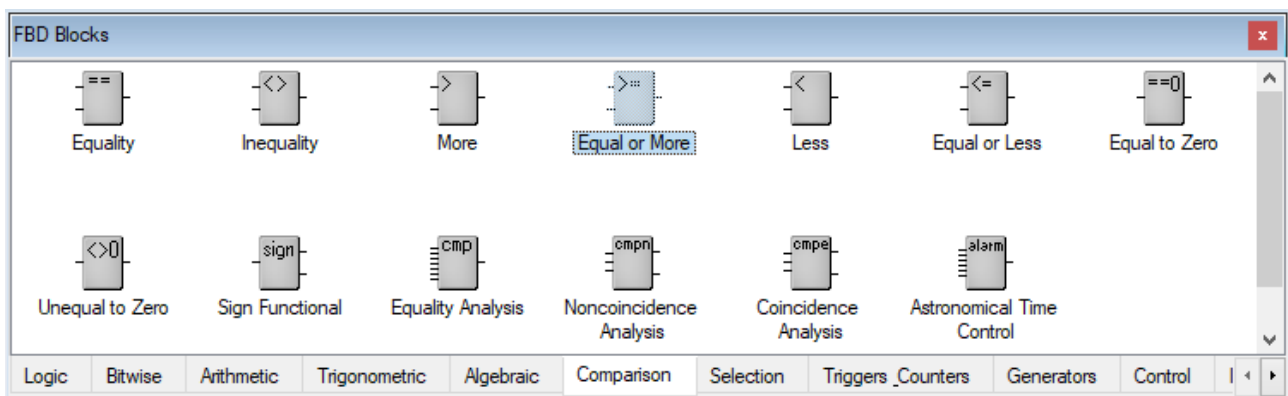 FBD Blocks
x
== <> > >= < <= ==0
Equality Inequality More Equal or More Less Equal or Less Equal to Zero
<>0 sign cmp cmpn cmpe alarm
Unequal to Zero Sign Functional Equality Analysis Noncoincidence Coincidence Astronomical Time
Analysis Analysis Control
Logic Bitwise Arithmetic Trigonometric Algebraic Comparison Selection Triggers_Counters Generators Control